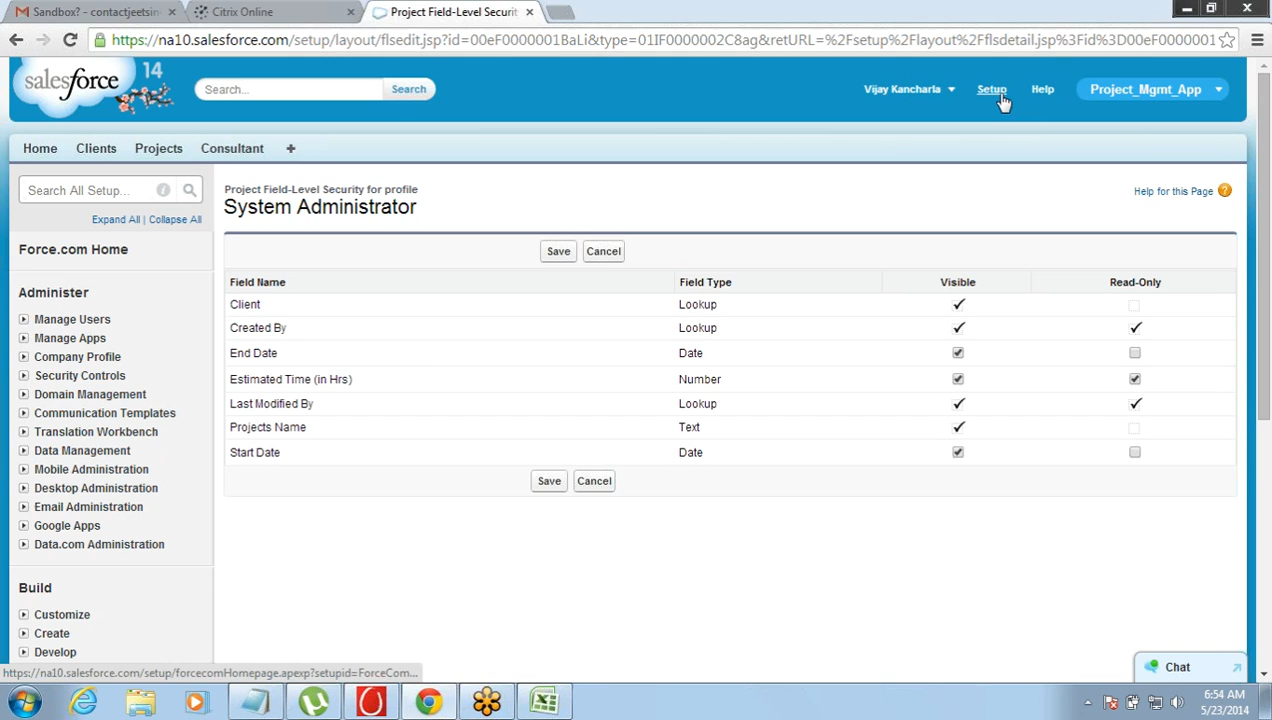 Sandbox? - contactjeetsin
Citrix Online
Project Field-Level Securit
https://na10.salesforce.com/setup/layout/flsedit.jsp?id=00eF0000001BaLi&type=01IF0000002C8ag&retURL=%2Fsetup%2Flayout%2Fflsdetail.jsp%3Fid%3D00eF0000001
salesforce
14
Search...
Search
Vijay Kancharla
Setup
Help
Project_Mgmt_App
Home
Clients
Projects
Consultant
+
Search All Setup...
Expand All | Collapse All
Force.com Home
Administer
Manage Users
Manage Apps
Company Profile
Security Controls
Domain Management
Communication Templates
Translation Workbench
Data Management
Mobile Administration
Desktop Administration
Email Administration
Google Apps
Data.com Administration
Build
Customize
Create
Develop
Project Field-Level Security for profile
System Administrator
Help for this Page ?
Save Cancel
Field Name Field Type Visible Read-Only
Client Lookup
Created By Lookup
End Date Date
Estimated Time (in Hrs) Number
Last Modified By Lookup
Projects Name Text
Start Date Date
Save Cancel
https://na10.salesforce.com/setup/forcecomHomepage.apexp?setupid=ForceCom...
Chat
6:54 AM
5/23/2014